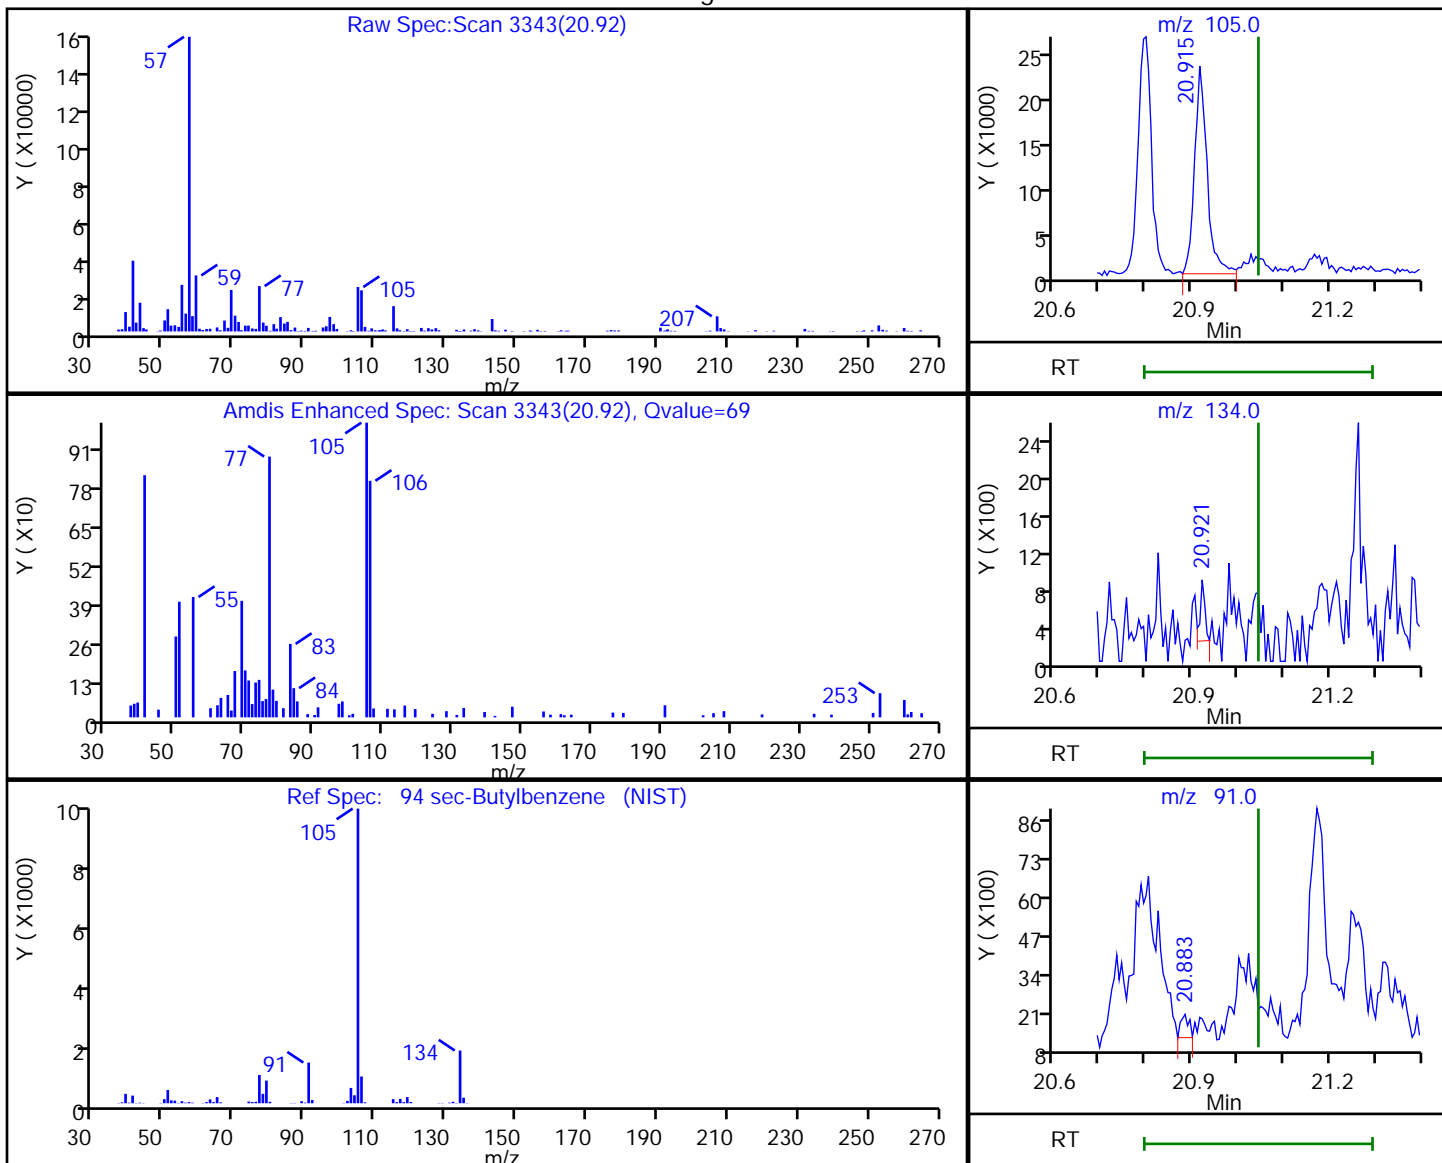 Raw Spec:Scan 3343(20.92)
Y ( X10000)
16
14
12
10
8
6
4
2
0
57
59
77
105
207
30 50 70 90 110 130 150 170 190 210 230 250 270
m/z
m/z 105.0
Y ( X1000)
25
20
15
10
5
0
20.915
20.6 20.9 21.2
Min
RT
Amdis Enhanced Spec: Scan 3343(20.92), Qvalue=69
Y ( X10)
91
78
65
52
39
26
13
0
105
77
106
55
83
84
253
30 50 70 90 110 130 150 170 190 210 230 250 270
m/z
m/z 134.0
Y ( X100)
24
20
16
12
8
4
0
20.921
20.6 20.9 21.2
Min
RT
Ref Spec: 94 sec-Butylbenzene (NIST)
Y ( X1000)
10
8
6
4
2
0
105
91
134
30 50 70 90 110 130 150 170 190 210 230 250 270
m/z
m/z 91.0
Y ( X100)
86
73
60
47
34
21
8
20.883
20.6 20.9 21.2
Min
RT